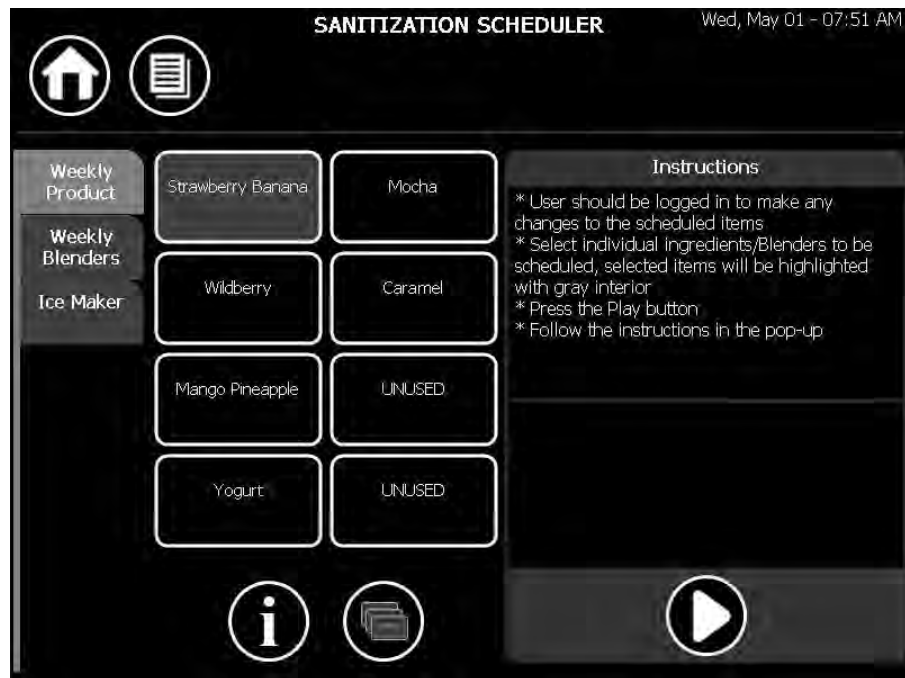 SANITIZATION SCHEDULER
Wed, May 01 - 07:51 AM
Weekly
Product
Weekly
Blenders
Ice Maker
Strawberry Banana
Mocha
Wildberry
Caramel
Mango Pineapple
UNUSED
Yogurt
UNUSED
Instructions
* User should be logged in to make any
changes to the scheduled items
* Select individual ingredients/Blenders to be
scheduled, selected items will be highlighted
with gray interior
* Press the Play button
* Follow the instructions in the pop-up
i